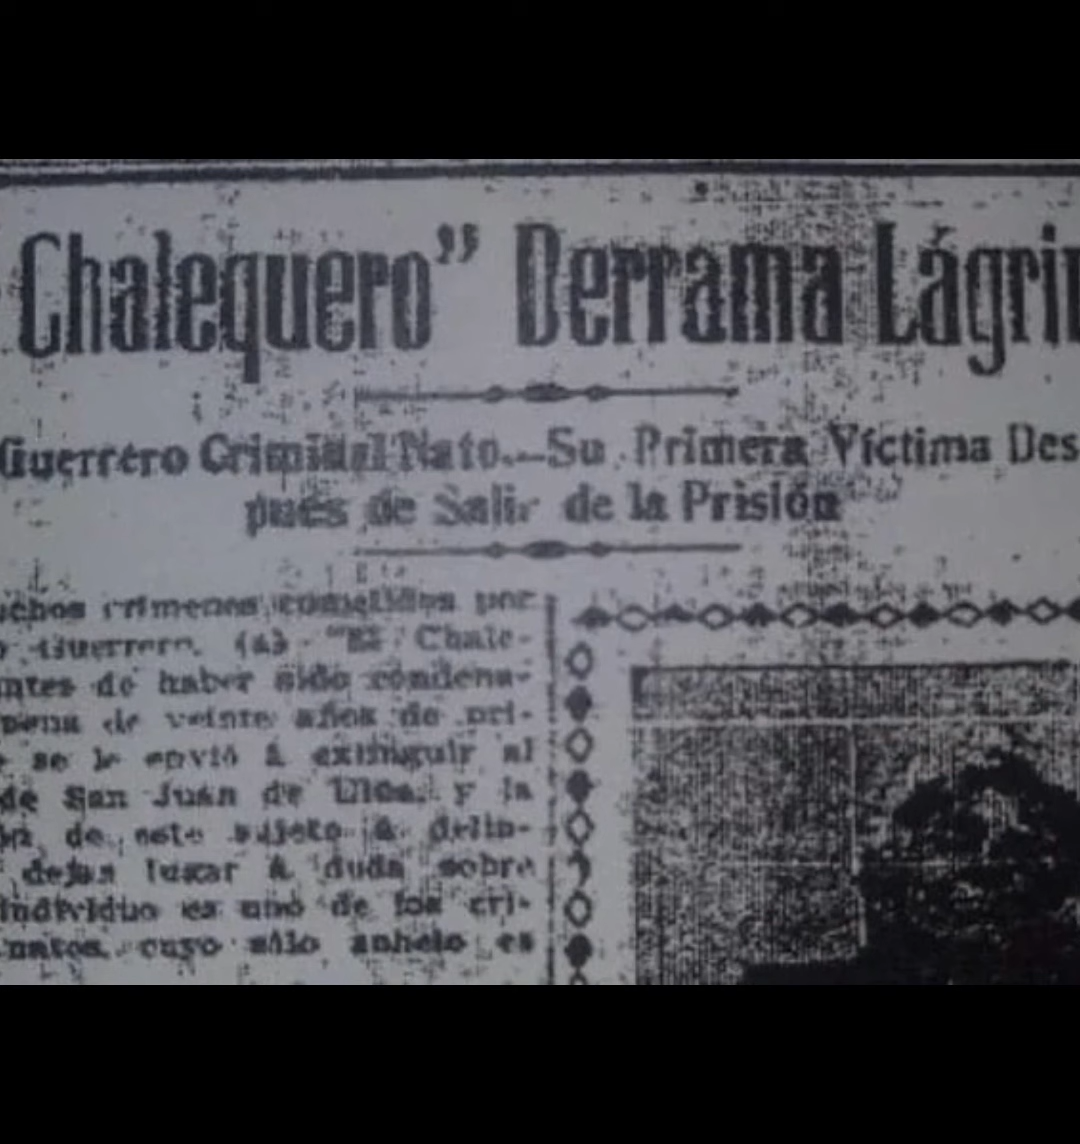 Chalequero" Derrama Lágri
Guerrero Criminal Nato.—Su Primera Víctima Des
pués de Salir de la Prisión
chos crímenes cometidos por
Guerrero, (a) "El Chale-
ntes de haber sido condena-
pena de veinte años de pri-
se le envió á extinguir al
de San Juan de Ulúa, y la
de este sujeto á delin-
dejan lugar á duda sobre
individuo es uno de los cri-
natos, cuyo sólo anhelo es